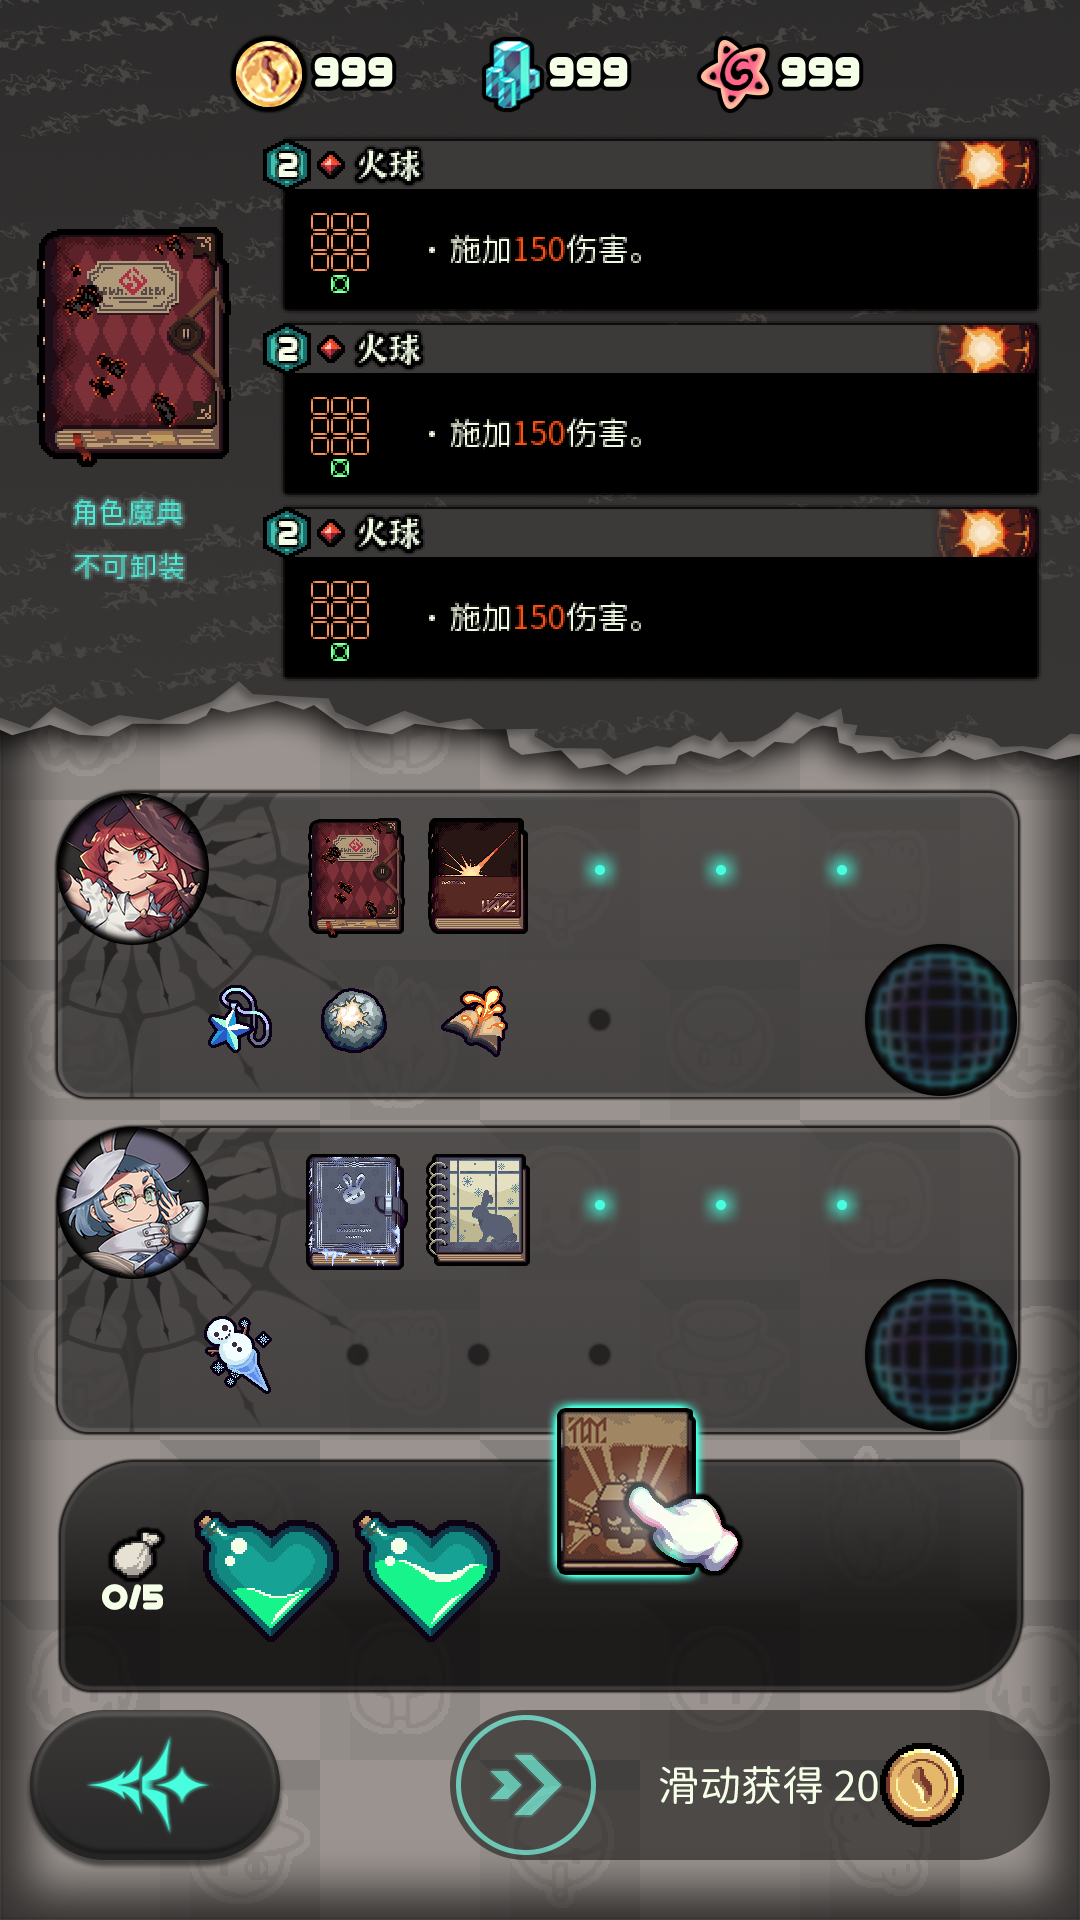 999 999 999
2 火球
· 施加150伤害。
2 火球
· 施加150伤害。
2 火球
· 施加150伤害。
角色魔典
不可卸装
0/5
滑动获得 20